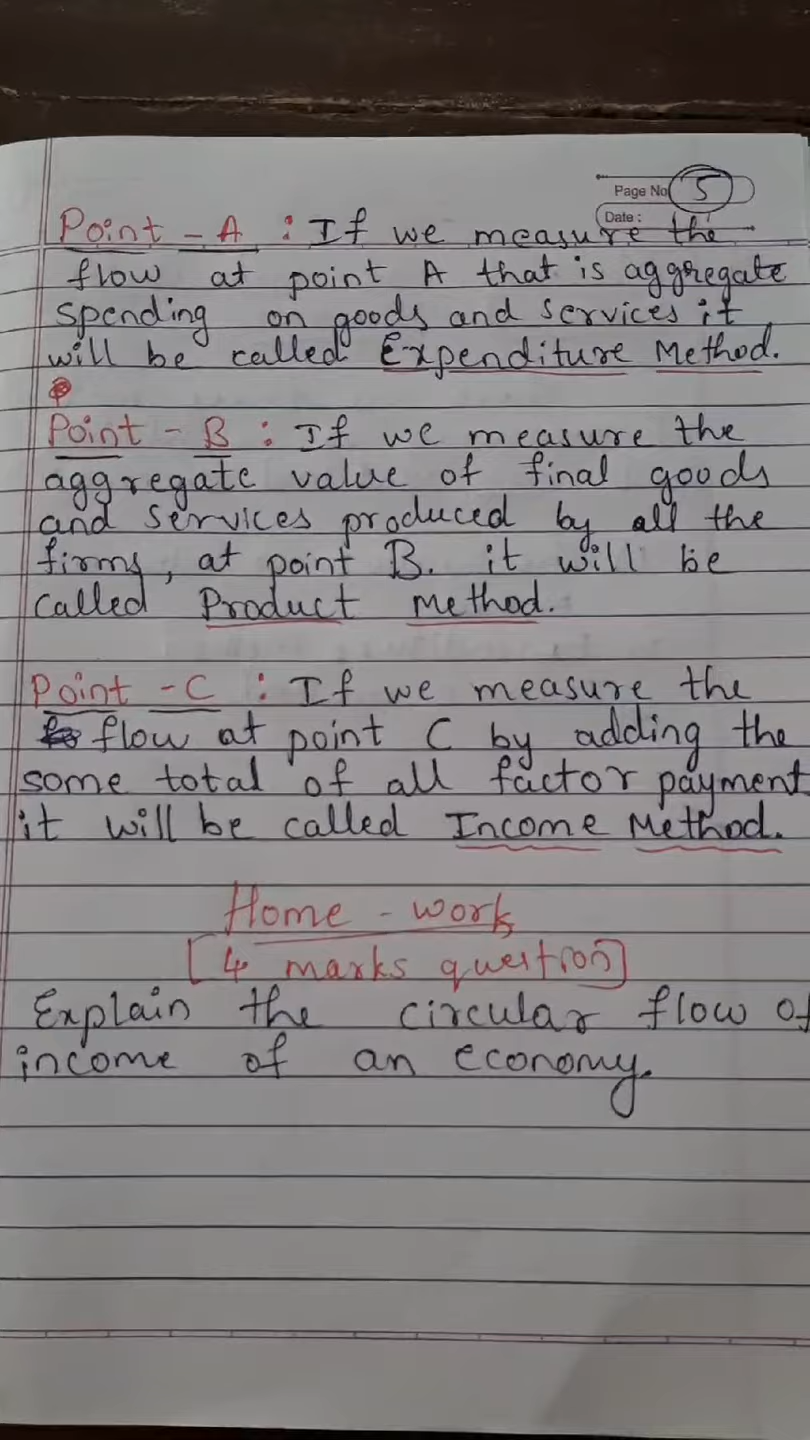 Page No 5
Date :
Point - A : If we measure the
flow at point A that is aggregate
spending on goods and services it
will be called Expenditure Method.
Point - B : If we measure the
aggregate value of final goods
and services produced by all the
firms, at point B. it will be
called Product Method.
Point - C : If we measure the
flow at point C by adding the
some total of all factor payment
it will be called Income Method.
Home - work
[4 marks question]
Explain the circular flow of
income of an economy.